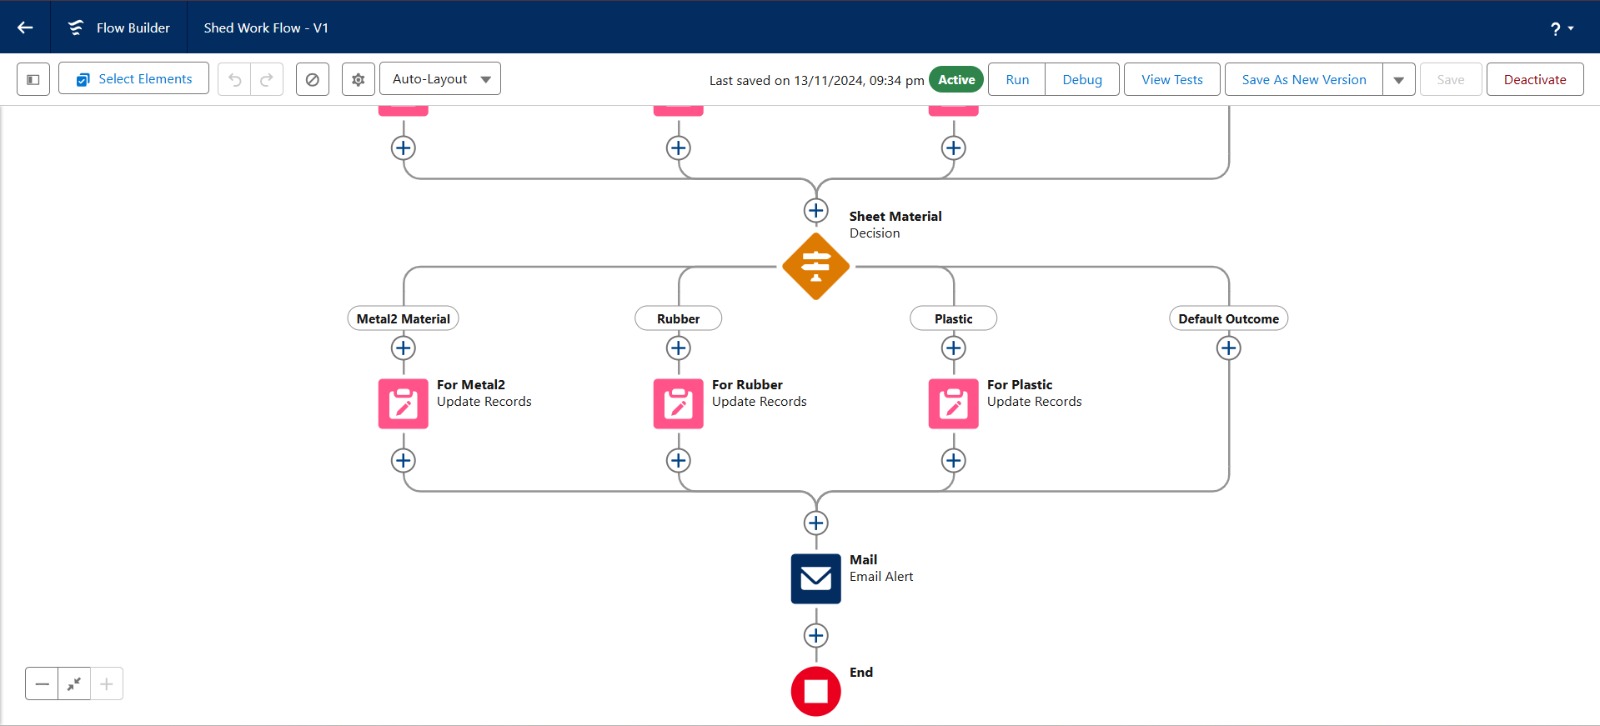 Flow Builder
Shed Work Flow - V1
?
Select Elements
Auto-Layout
Last saved on 13/11/2024, 09:34 pm
Active
Run
Debug
View Tests
Save As New Version
Save
Deactivate
Sheet Material
Decision
Metal2 Material
Rubber
Plastic
Default Outcome
For Metal2
Update Records
For Rubber
Update Records
For Plastic
Update Records
Mail
Email Alert
End